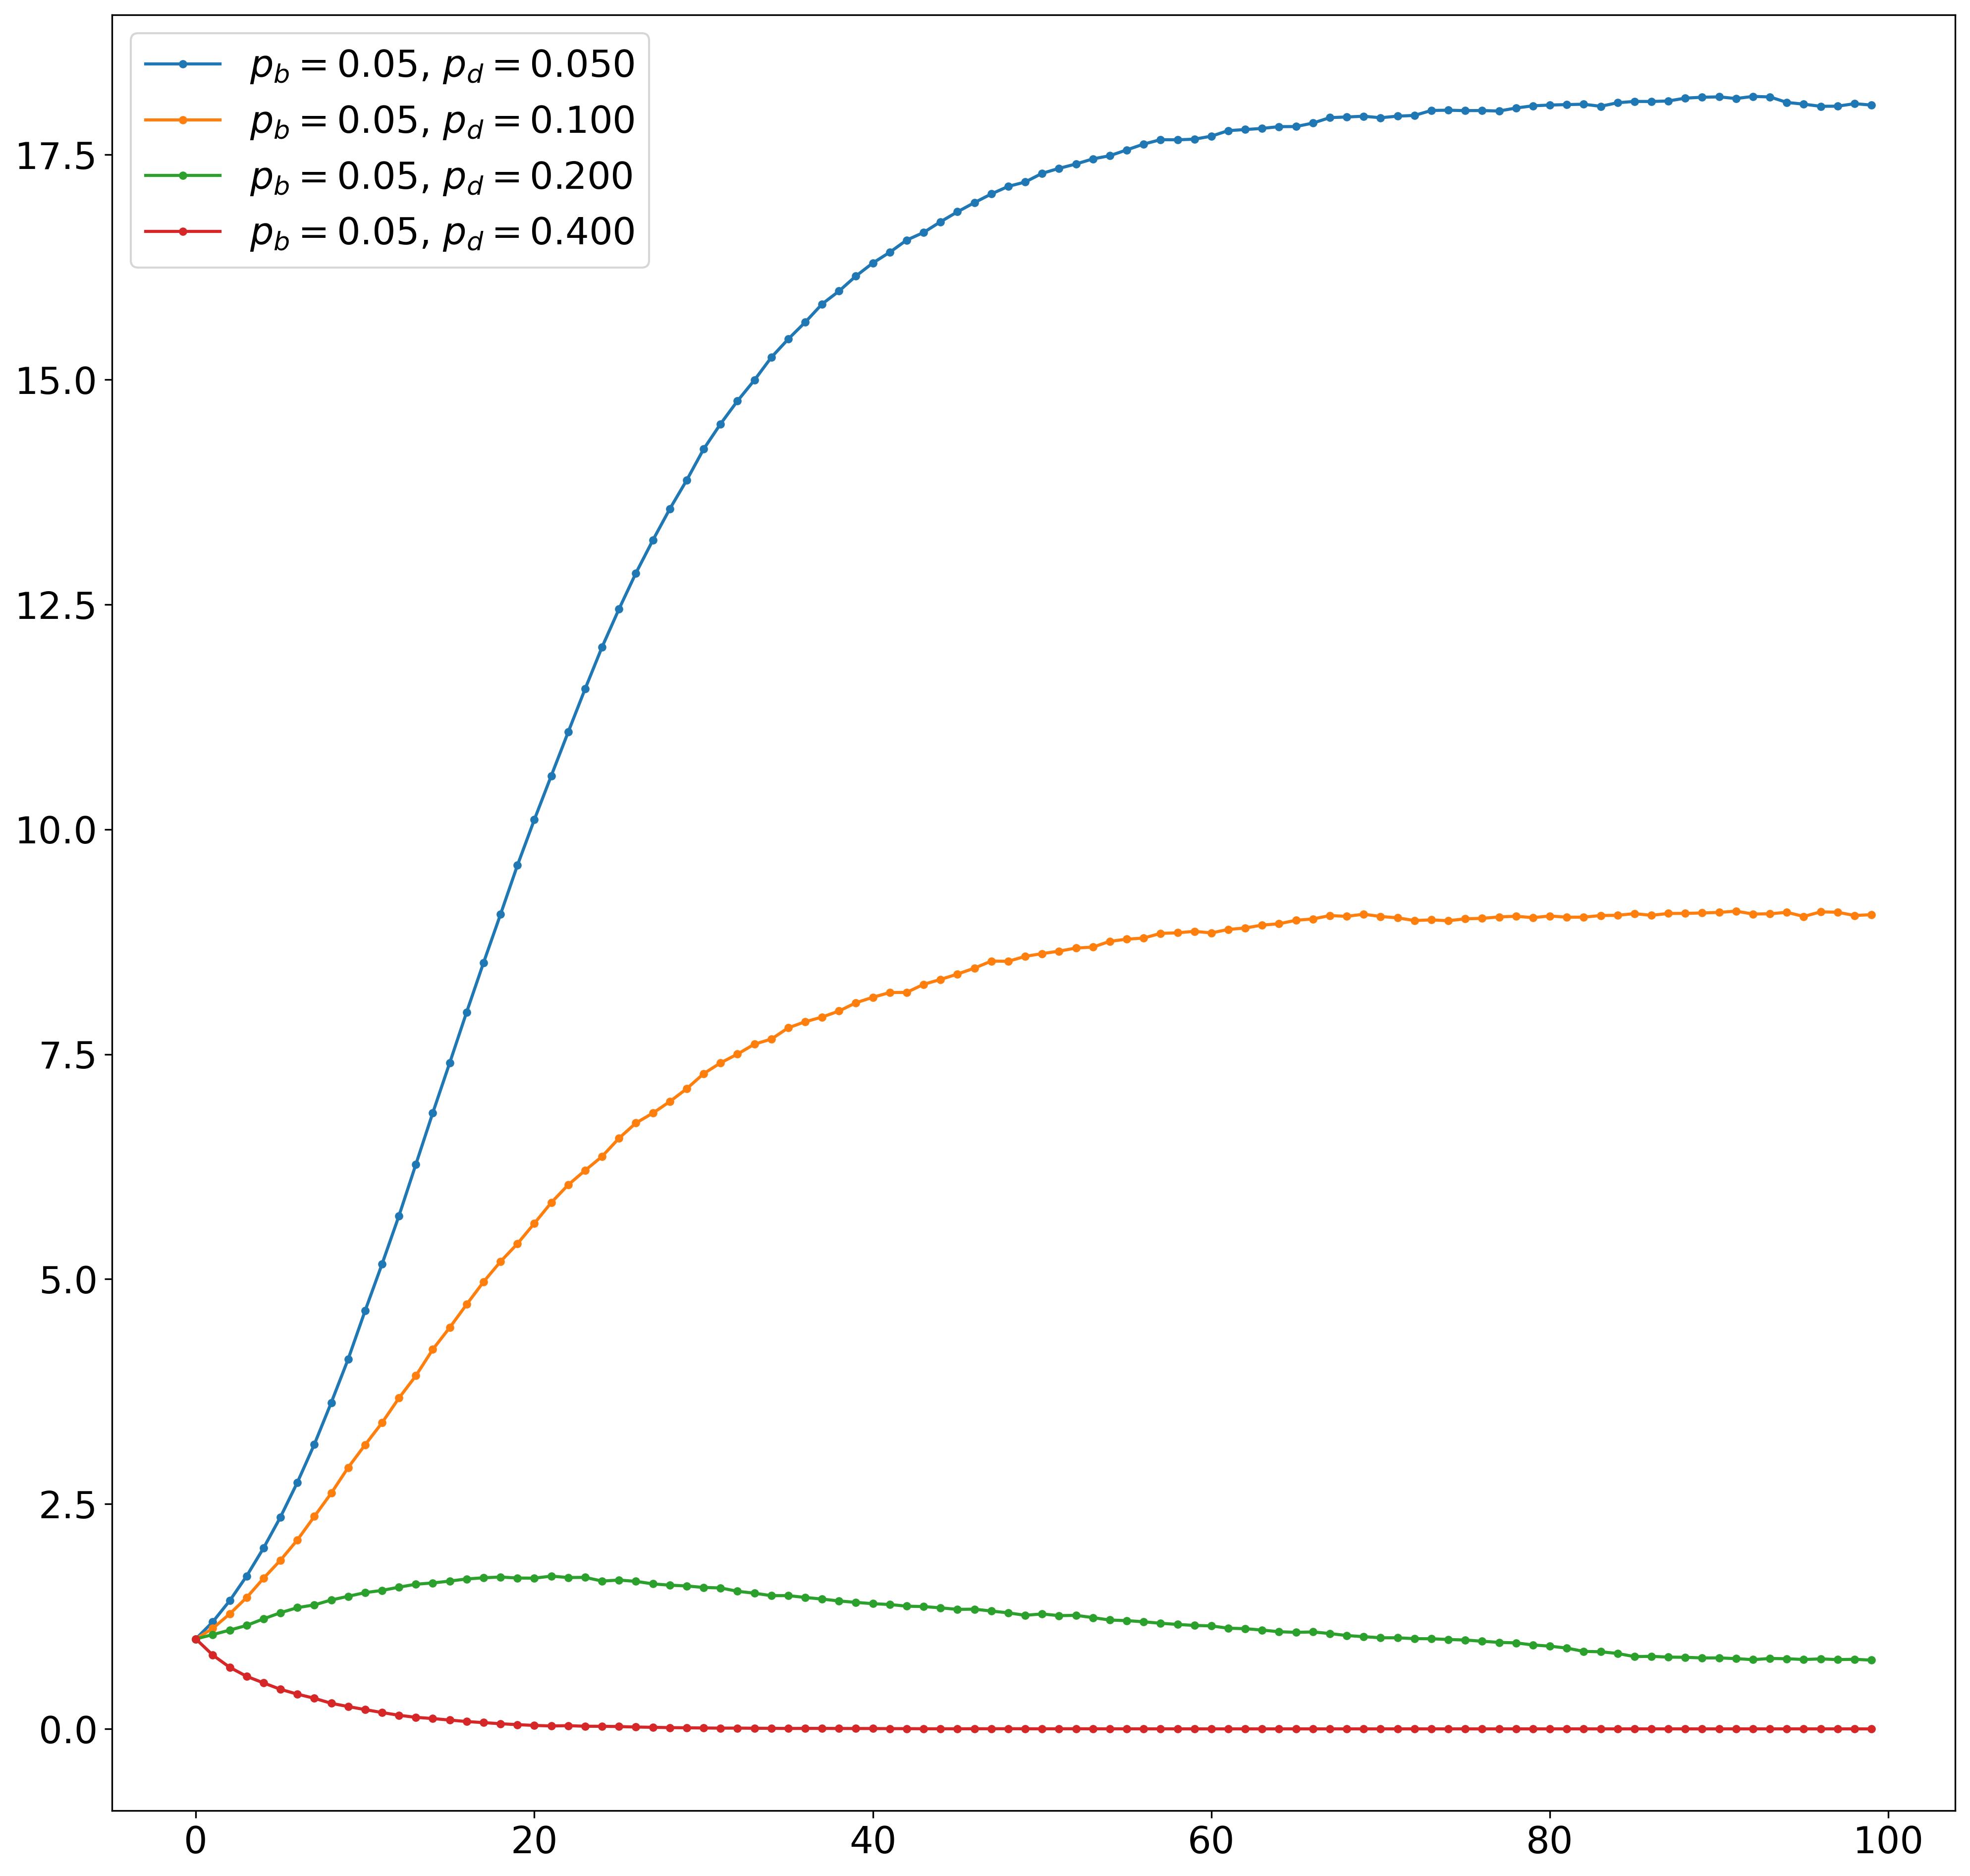 p_b = 0.05, p_d = 0.050
p_b = 0.05, p_d = 0.100
p_b = 0.05, p_d = 0.200
p_b = 0.05, p_d = 0.400
17.5
15.0
12.5
10.0
7.5
5.0
2.5
0.0
0 20 40 60 80 100